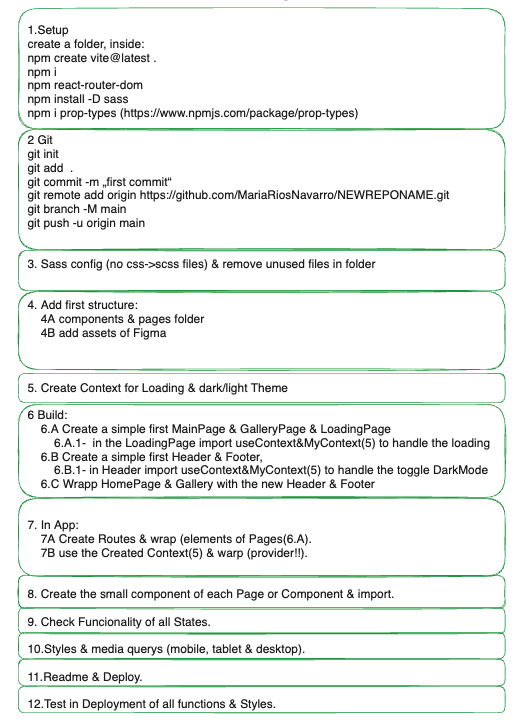 1.Setup
create a folder, inside:
npm create vite@latest .
npm i
npm react-router-dom
npm install -D sass
npm i prop-types (https://www.npmjs.com/package/prop-types)
2 Git
git init
git add .
git commit -m „first commit“
git remote add origin https://github.com/MariaRiosNavarro/NEWREPONAME.git
git branch -M main
git push -u origin main
3. Sass config (no css->scss files) & remove unused files in folder
4. Add first structure:
4A components & pages folder
4B add assets of Figma
5. Create Context for Loading & dark/light Theme
6 Build:
6.A Create a simple first MainPage & GalleryPage & LoadingPage
6.A.1- in the LoadingPage import useContext&MyContext(5) to handle the loading
6.B Create a simple first Header & Footer,
6.B.1- in Header import useContext&MyContext(5) to handle the toggle DarkMode
6.C Wrapp HomePage & Gallery with the new Header & Footer
7. In App:
7A Create Routes & wrap (elements of Pages(6.A).
7B use the Created Context(5) & warp (provider!!).
8. Create the small component of each Page or Component & import.
9. Check Funcionality of all States.
10.Styles & media querys (mobile, tablet & desktop).
11.Readme & Deploy.
12.Test in Deployment of all functions & Styles.